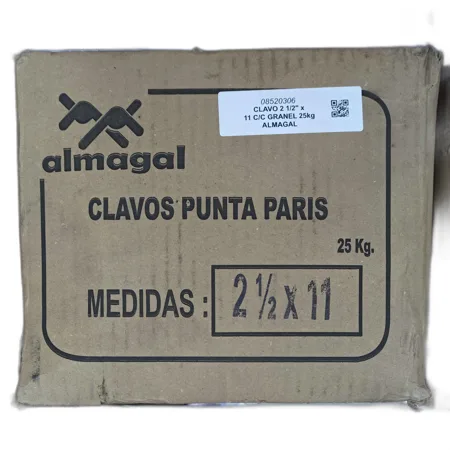 08520306
CLAVO 2 1/2" x
11 C/C GRANEL 25kg
ALMAGAL
almagal
CLAVOS PUNTA PARIS
25 Kg.
MEDIDAS : 2 ½ X 11